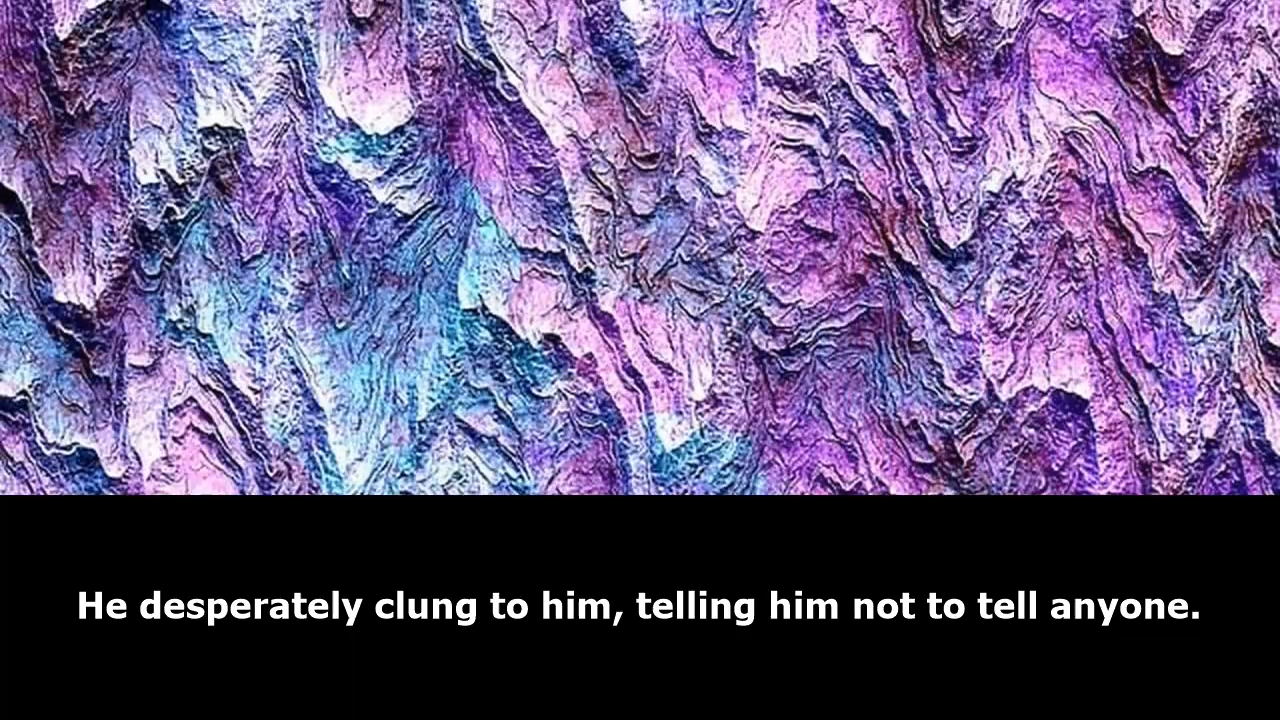 He desperately clung to him, telling him not to tell anyone.